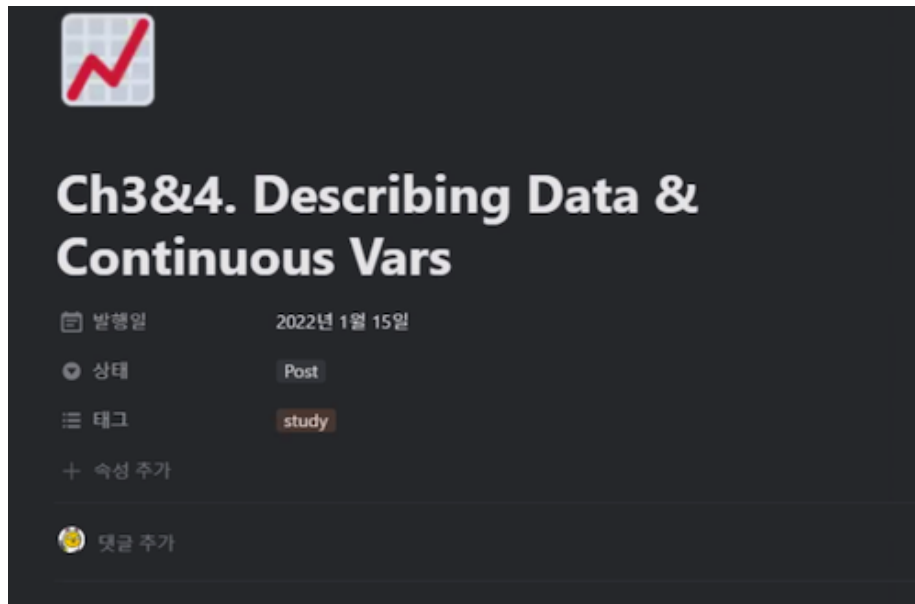 Ch3&4. Describing Data &
Continuous Vars
발행일 2022년 1월 15일
상태 Post
태그 study
속성 추가
댓글 추가